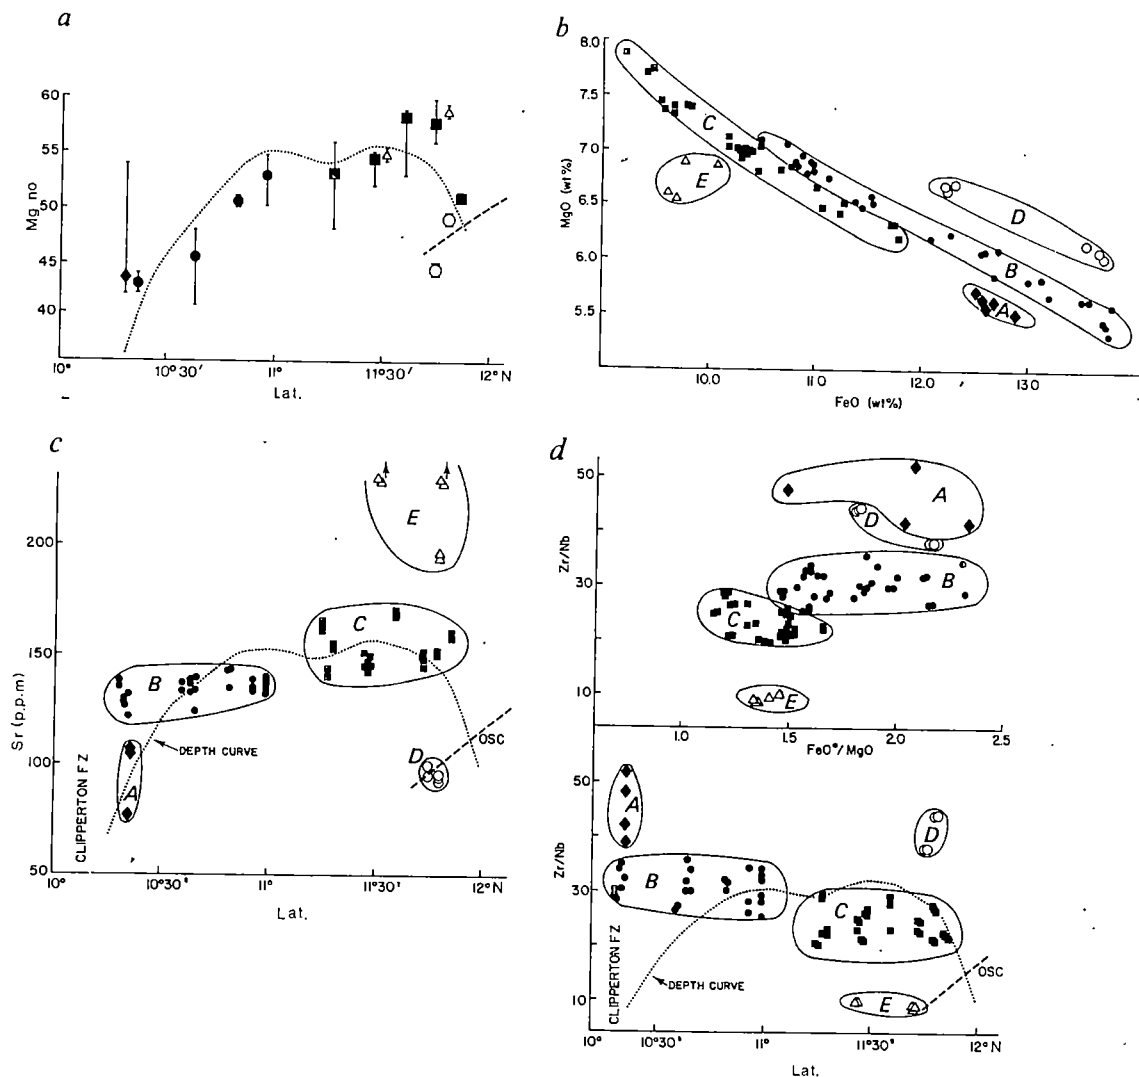 a
Mg no
60
55
50
45
40
10°
10°30′
11°
11°30′
12°N
Lat.
b
MgO (wt%)
8.0
7.5
7.0
6.5
6.0
5.5
C
E
D
B
A
10.0
11.0
12.0
13.0
FeO (wt%)
c
Sr (p.p.m)
200
150
100
50
E
C
B
DEPTH CURVE
D
OSC
A
CLIPPERTON F Z
10°
10°30'
11°
11°30'
12°N
Lat.
d
Zr/Nb
50
30
10
A
D
B
C
E
1.0
1.5
2.0
2.5
FeO*/MgO
Zr/Nb
50
30
10
A
D
B
C
OSC
DEPTH CURVE
E
CLIPPERTON F Z
10°
10°30'
11°
11°30'
12°N
Lat.